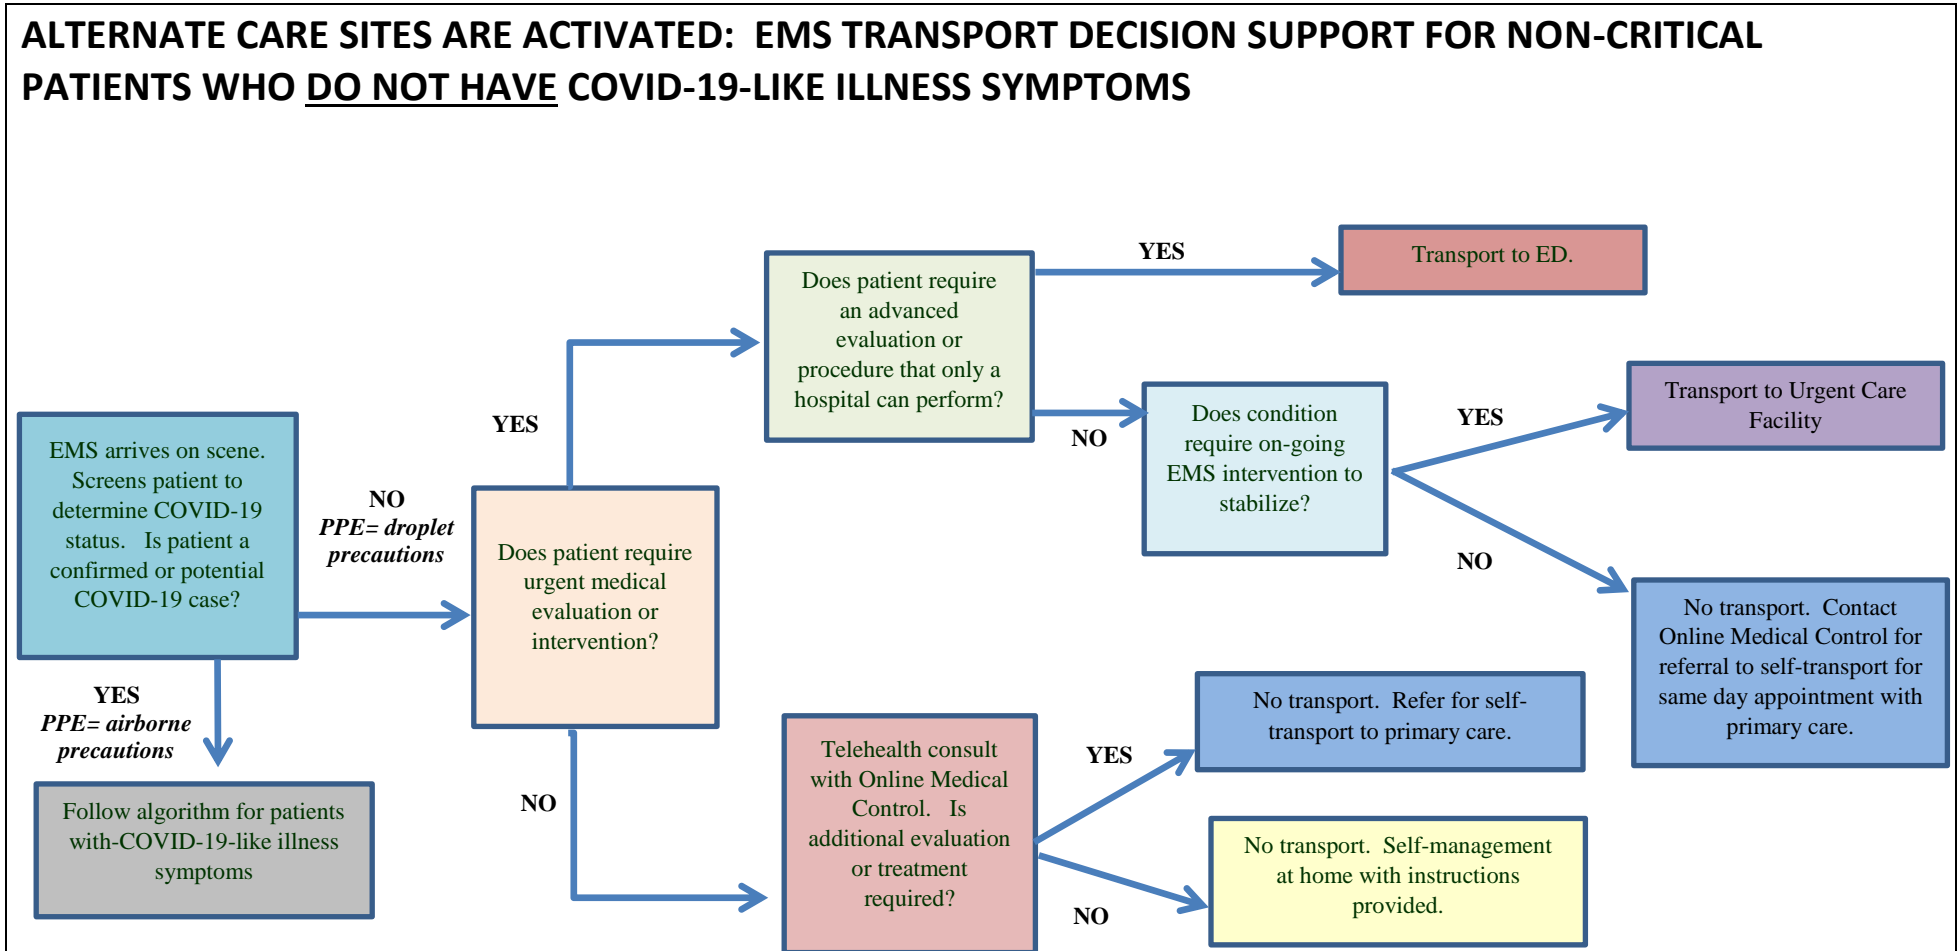 ALTERNATE CARE SITES ARE ACTIVATED: EMS TRANSPORT DECISION SUPPORT FOR NON-CRITICAL
PATIENTS WHO DO NOT HAVE COVID-19-LIKE ILLNESS SYMPTOMS
EMS arrives on scene.
Screens patient to
determine COVID-19
status. Is patient a
confirmed or potential
COVID-19 case?
YES
PPE= airborne
precautions
Follow algorithm for patients
with-COVID-19-like illness
symptoms
NO
PPE= droplet
precautions
Does patient require
urgent medical
evaluation or
intervention?
YES
Does patient require
an advanced
evaluation or
procedure that only a
hospital can perform?
YES
Transport to ED.
NO
Does condition
require on-going
EMS intervention to
stabilize?
YES
Transport to Urgent Care
Facility
NO
No transport. Contact
Online Medical Control for
referral to self-transport for
same day appointment with
primary care.
NO
Telehealth consult
with Online Medical
Control. Is
additional evaluation
or treatment
required?
YES
No transport. Refer for self-
transport to primary care.
NO
No transport. Self-management
at home with instructions
provided.